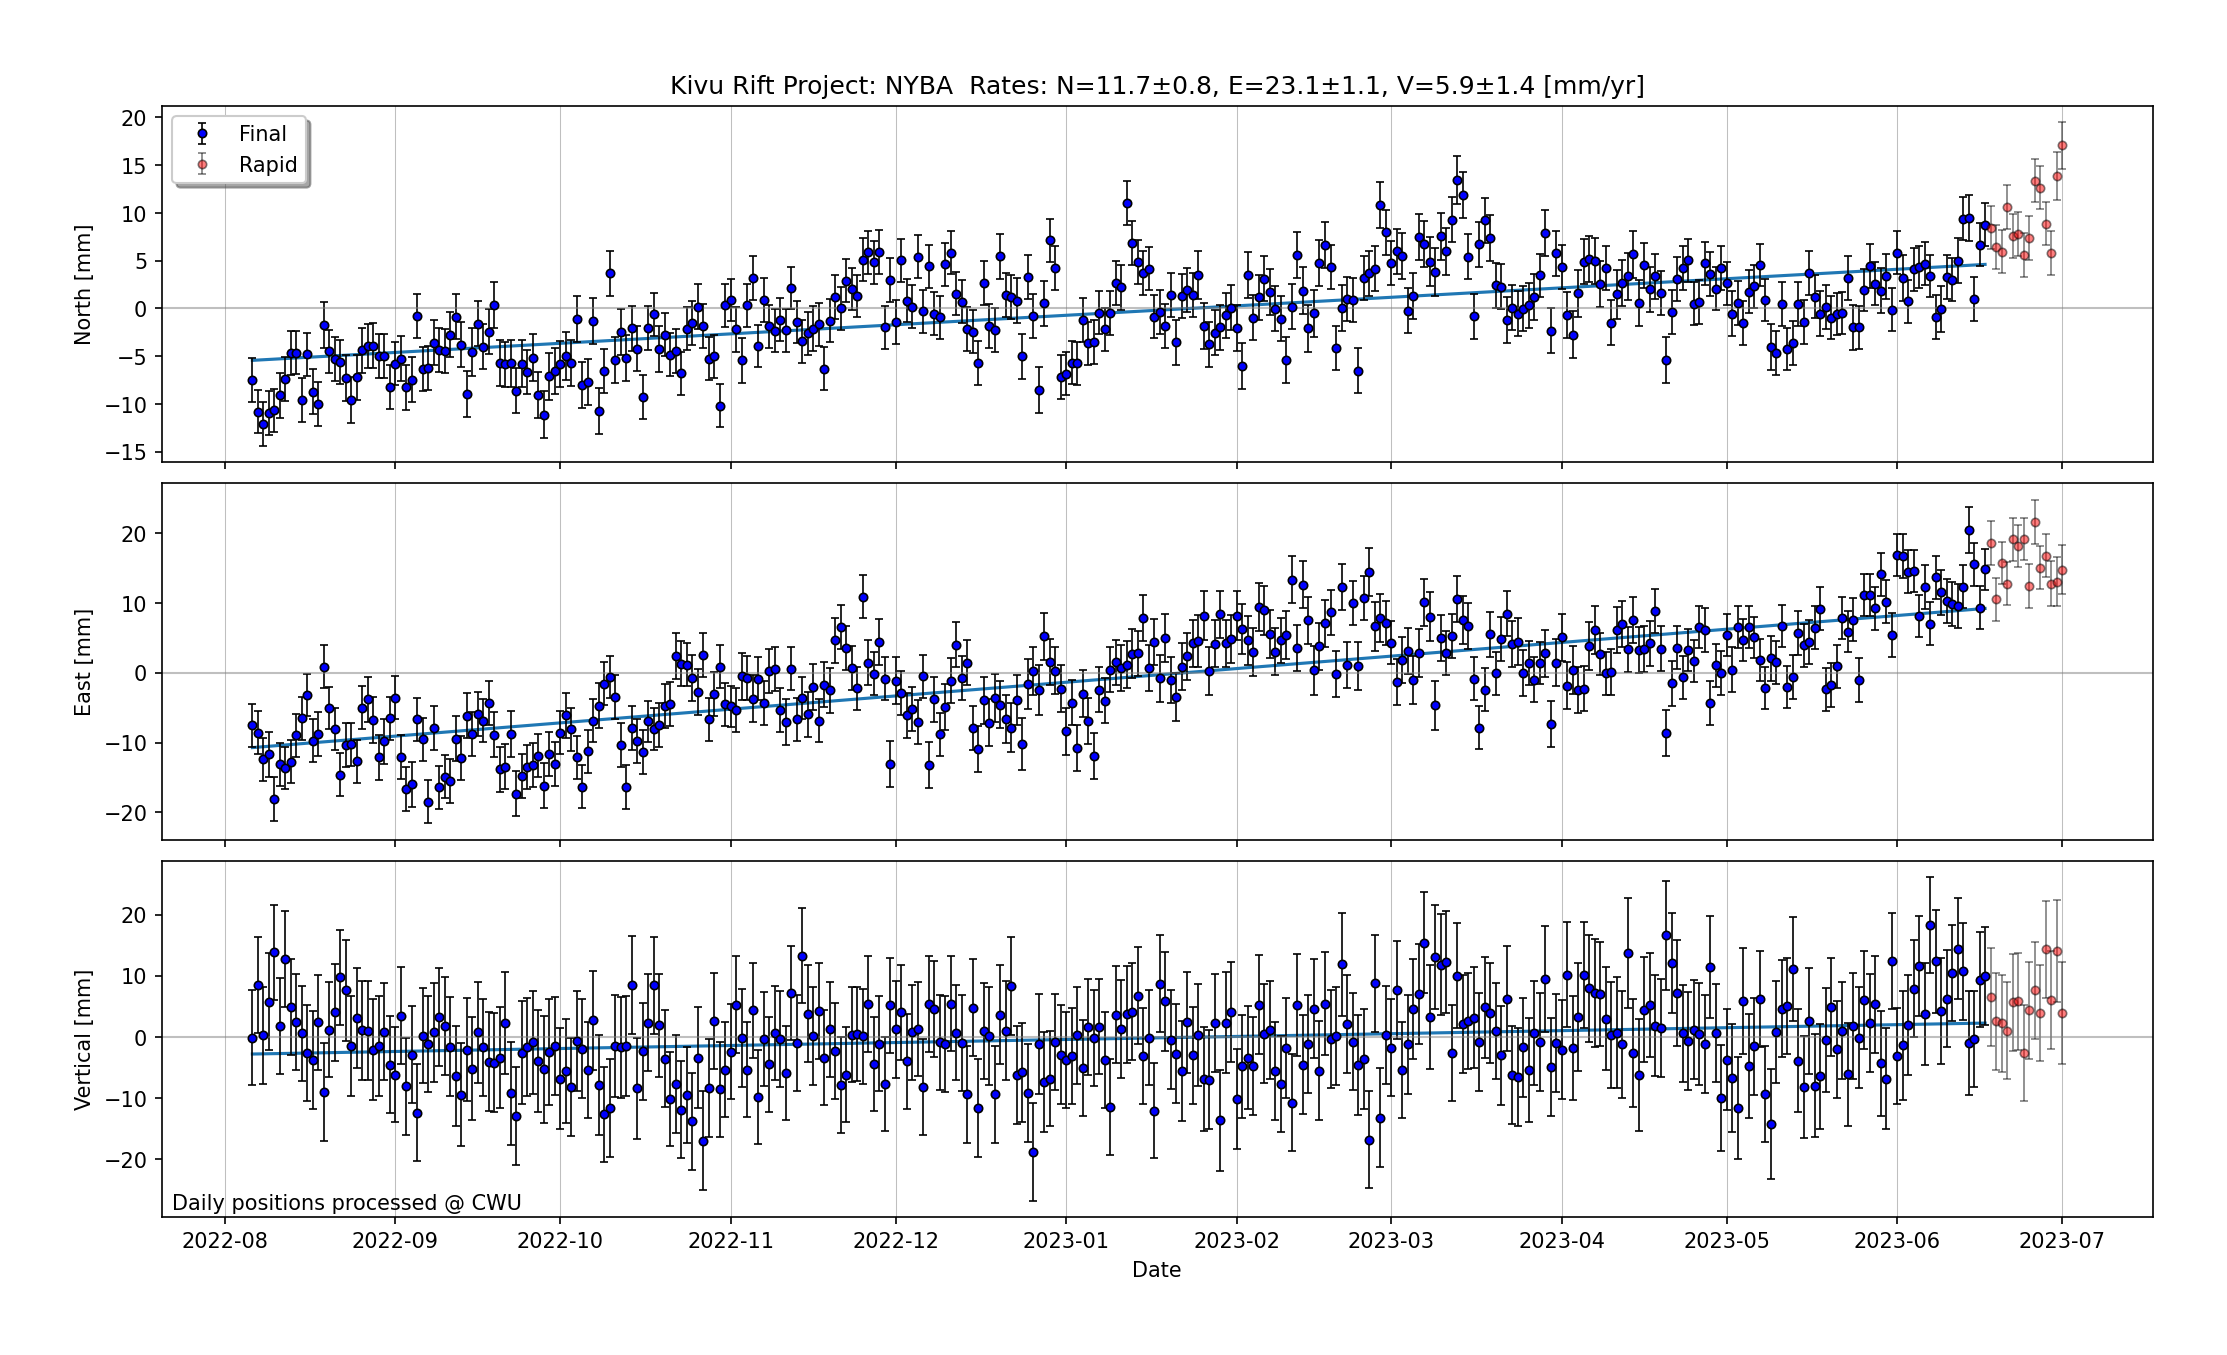 Kivu Rift Project: NYBA  Rates: N=11.7±0.8, E=23.1±1.1, V=5.9±1.4 [mm/yr]
Final
Rapid
North [mm]
20
15
10
5
0
−5
−10
−15
East [mm]
20
10
0
−10
−20
Vertical [mm]
20
10
0
−10
−20
Daily positions processed @ CWU
2022-08 2022-09 2022-10 2022-11 2022-12 2023-01 2023-02 2023-03 2023-04 2023-05 2023-06 2023-07
Date